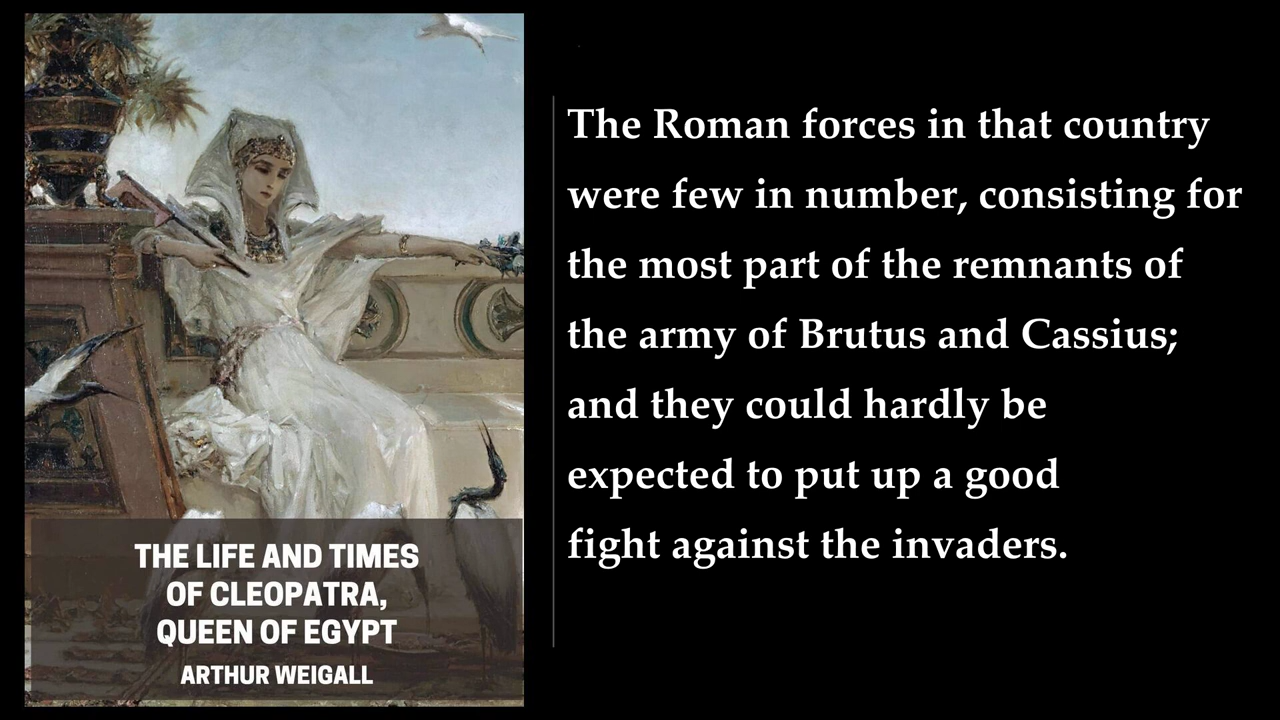 THE LIFE AND TIMES
OF CLEOPATRA,
QUEEN OF EGYPT
ARTHUR WEIGALL
The Roman forces in that country
were few in number, consisting for
the most part of the remnants of
the army of Brutus and Cassius;
and they could hardly be
expected to put up a good
fight against the invaders.